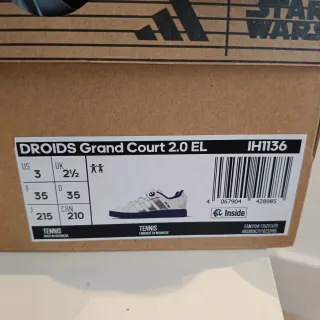 STAR
WARS
DROIDS Grand Court 2.0 EL IH1136
US 3 UK 2½
F 35 D 35
J 215 CHN 210
4 067904 428985
Inside
TENNIS TENNIS